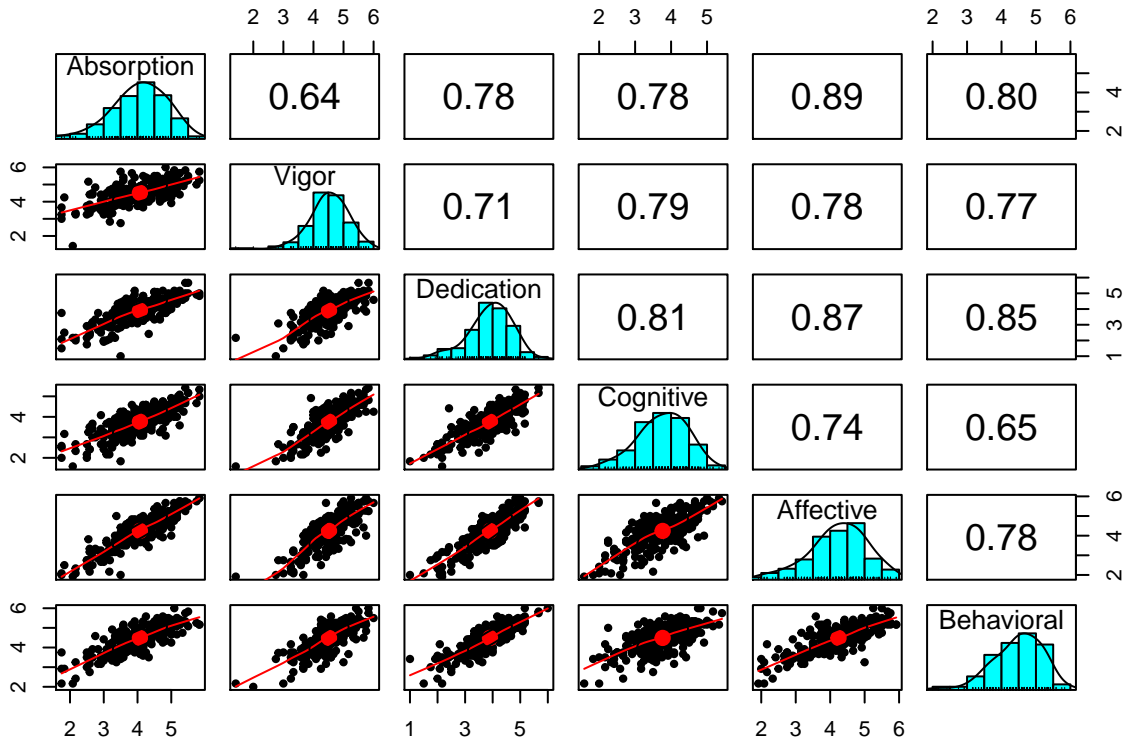 2 3 4 5 6 2 3 4 5 2 3 4 5 6
Absorption 0.64 0.78 0.78 0.89 0.80 2 4
2 4 6 Vigor 0.71 0.79 0.78 0.77
Dedication 0.81 0.87 0.85 1 3 5
2 4 Cognitive 0.74 0.65
Affective 0.78 2 4 6
2 4 6 Behavioral
2 3 4 5 1 3 5 2 3 4 5 6